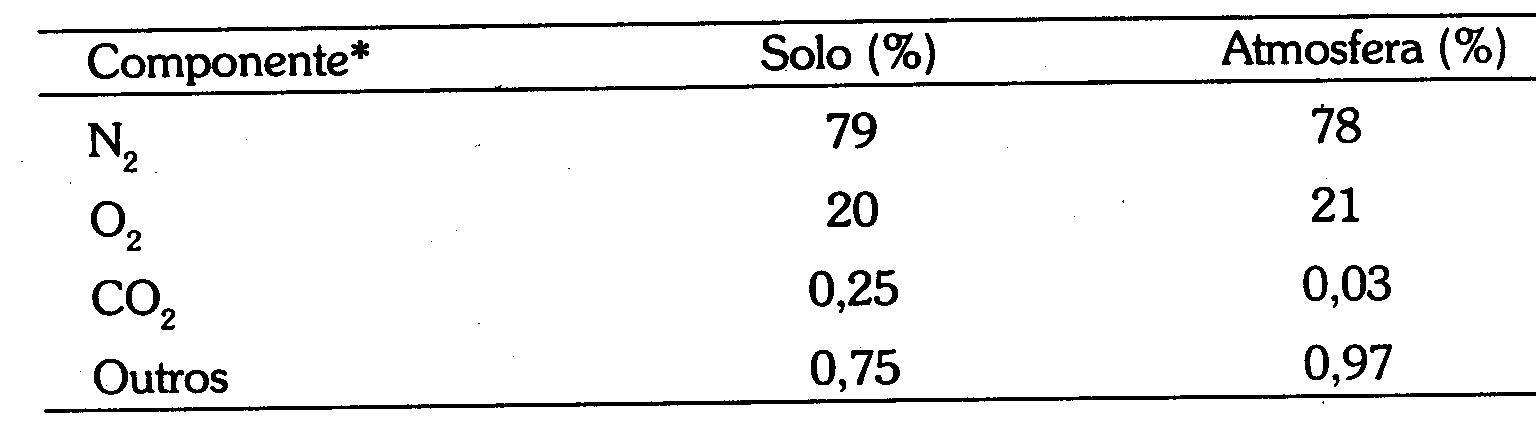 Componente* Solo (%) Atmosfera (%)
N₂ 79 78
O₂ 20 21
CO₂ 0,25 0,03
Outros 0,75 0,97